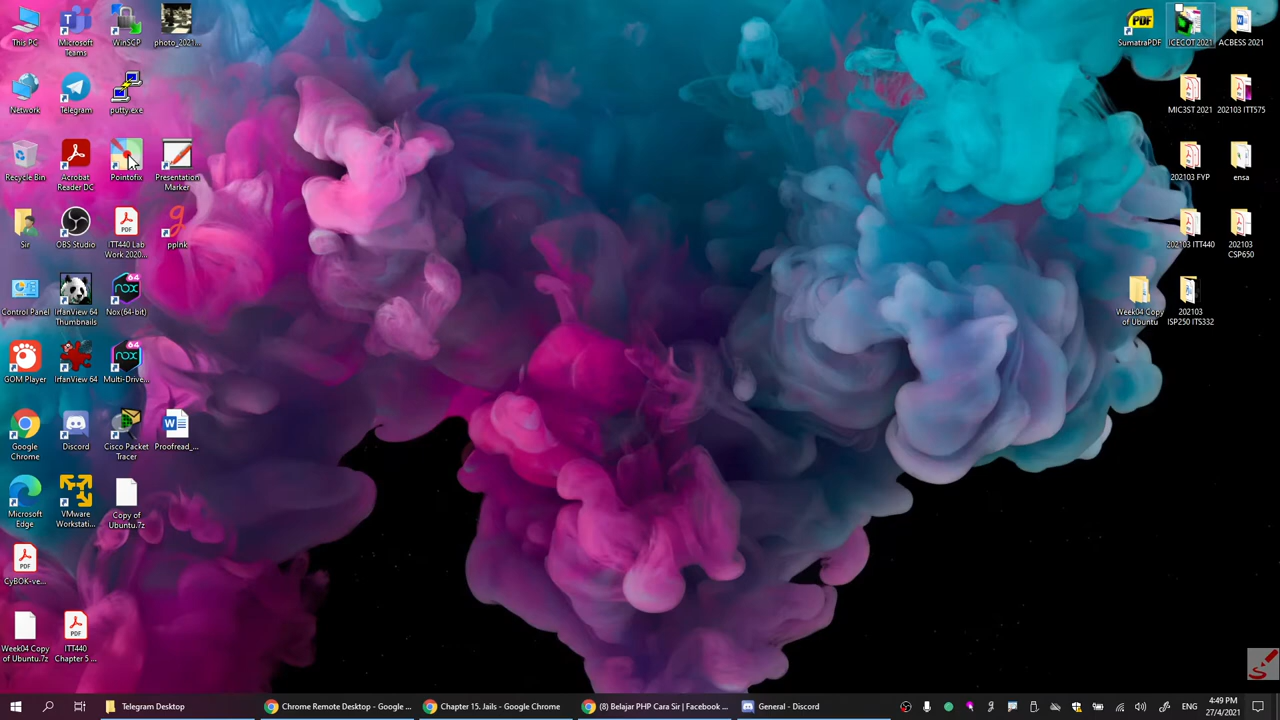 This PC
Microsoft
Teams
WinSCP
photo_2021...
Network
Telegram
putty.exe
Recycle Bin
Acrobat
Reader DC
Pointofix
Presentation
Marker
Sir
OBS Studio
ITT440 Lab
Work 2020...
ppInk
Control Panel
IrfanView 64
Thumbnails
Nox(64-bit)
GOM Player
IrfanView 64
Multi-Drive...
Google
Chrome
Discord
Cisco Packet
Tracer
Proofread_...
Microsoft
Edge
VMware
Workstati...
Copy of
Ubuntu.7z
CyBOK-ve...
Week04 Copy
of Ubuntu.7z
ITT440
Chapter 5 ...
SumatraPDF
ICECOT 2021
ACBESS 2021
MIC3ST 2021
202103 ITT575
202103 FYP
ensa
202103 ITT440
202103
CSP650
Week04 Copy
of Ubuntu
202103
ISP250 ITS332
Telegram Desktop
Chrome Remote Desktop - Google ...
Chapter 15. Jails - Google Chrome
(8) Belajar PHP Cara Sir | Facebook ...
General - Discord
ENG
4:49 PM
27/4/2021